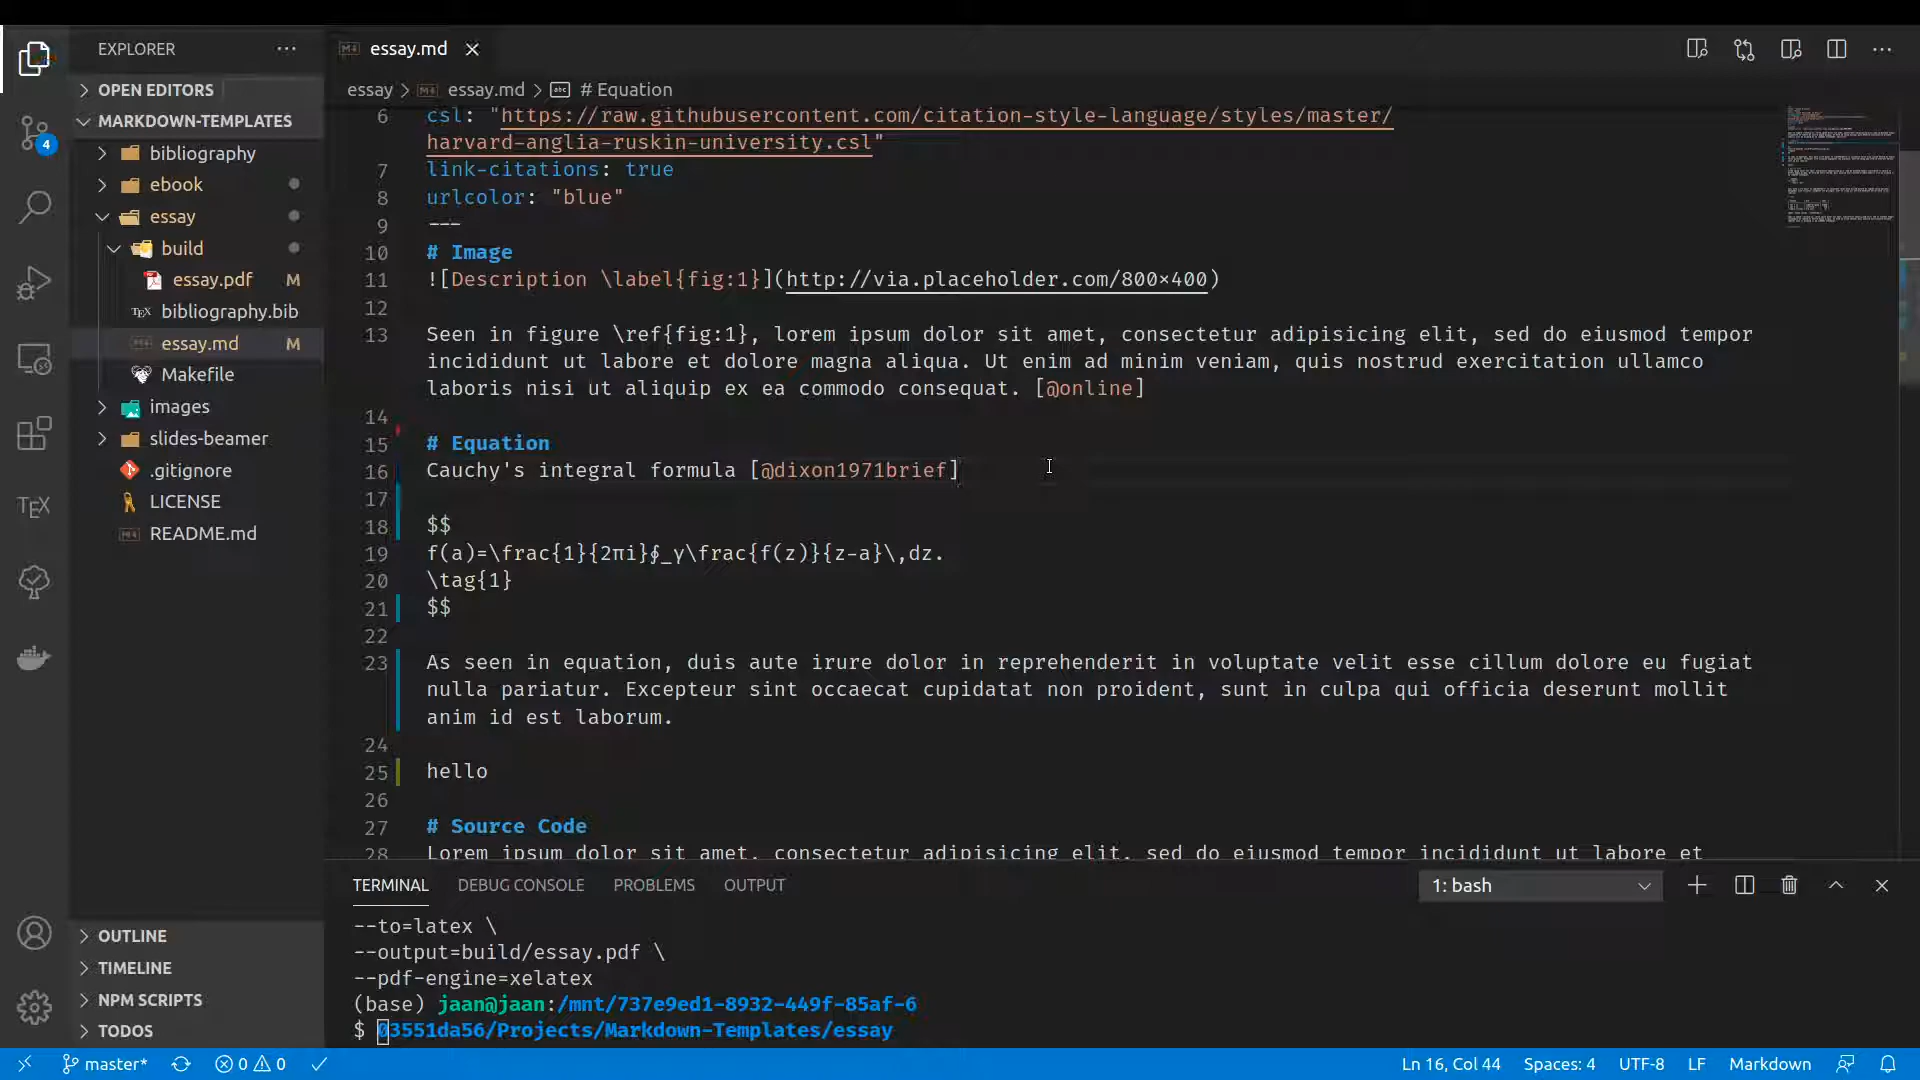 EXPLORER
OPEN EDITORS
MARKDOWN-TEMPLATES
bibliography
ebook
essay
build
essay.pdf M
TEX bibliography.bib
essay.md M
Makefile
images
slides-beamer
.gitignore
LICENSE
README.md
4
TEX
OUTLINE
TIMELINE
NPM SCRIPTS
TODOS
essay.md
essay > essay.md > # Equation
6 csl: "https://raw.githubusercontent.com/citation-style-language/styles/master/
harvard-anglia-ruskin-university.csl"
7 link-citations: true
8 urlcolor: "blue"
9 ---
10 # Image
11 ![Description \label{fig:1}](http://via.placeholder.com/800×400)
12
13 Seen in figure \ref{fig:1}, lorem ipsum dolor sit amet, consectetur adipisicing elit, sed do eiusmod tempor
incididunt ut labore et dolore magna aliqua. Ut enim ad minim veniam, quis nostrud exercitation ullamco
laboris nisi ut aliquip ex ea commodo consequat. [@online]
14
15 # Equation
16 Cauchy's integral formula [@dixon1971brief]
17
18 $$
19 f(a)=\frac{1}{2πi}∮_γ\frac{f(z)}{z-a}\,dz.
20 \tag{1}
21 $$
22
23 As seen in equation, duis aute irure dolor in reprehenderit in voluptate velit esse cillum dolore eu fugiat
nulla pariatur. Excepteur sint occaecat cupidatat non proident, sunt in culpa qui officia deserunt mollit
anim id est laborum.
24
25 hello
26
27 # Source Code
28 Lorem ipsum dolor sit amet, consectetur adipisicing elit, sed do eiusmod tempor incididunt ut labore et
TERMINAL DEBUG CONSOLE PROBLEMS OUTPUT 1: bash
--to=latex \
--output=build/essay.pdf \
--pdf-engine=xelatex
(base) jaan@jaan:/mnt/737e9ed1-8932-449f-85af-6
$ 03551da56/Projects/Markdown-Templates/essay
master* 0 0 Ln 16, Col 44 Spaces: 4 UTF-8 LF Markdown